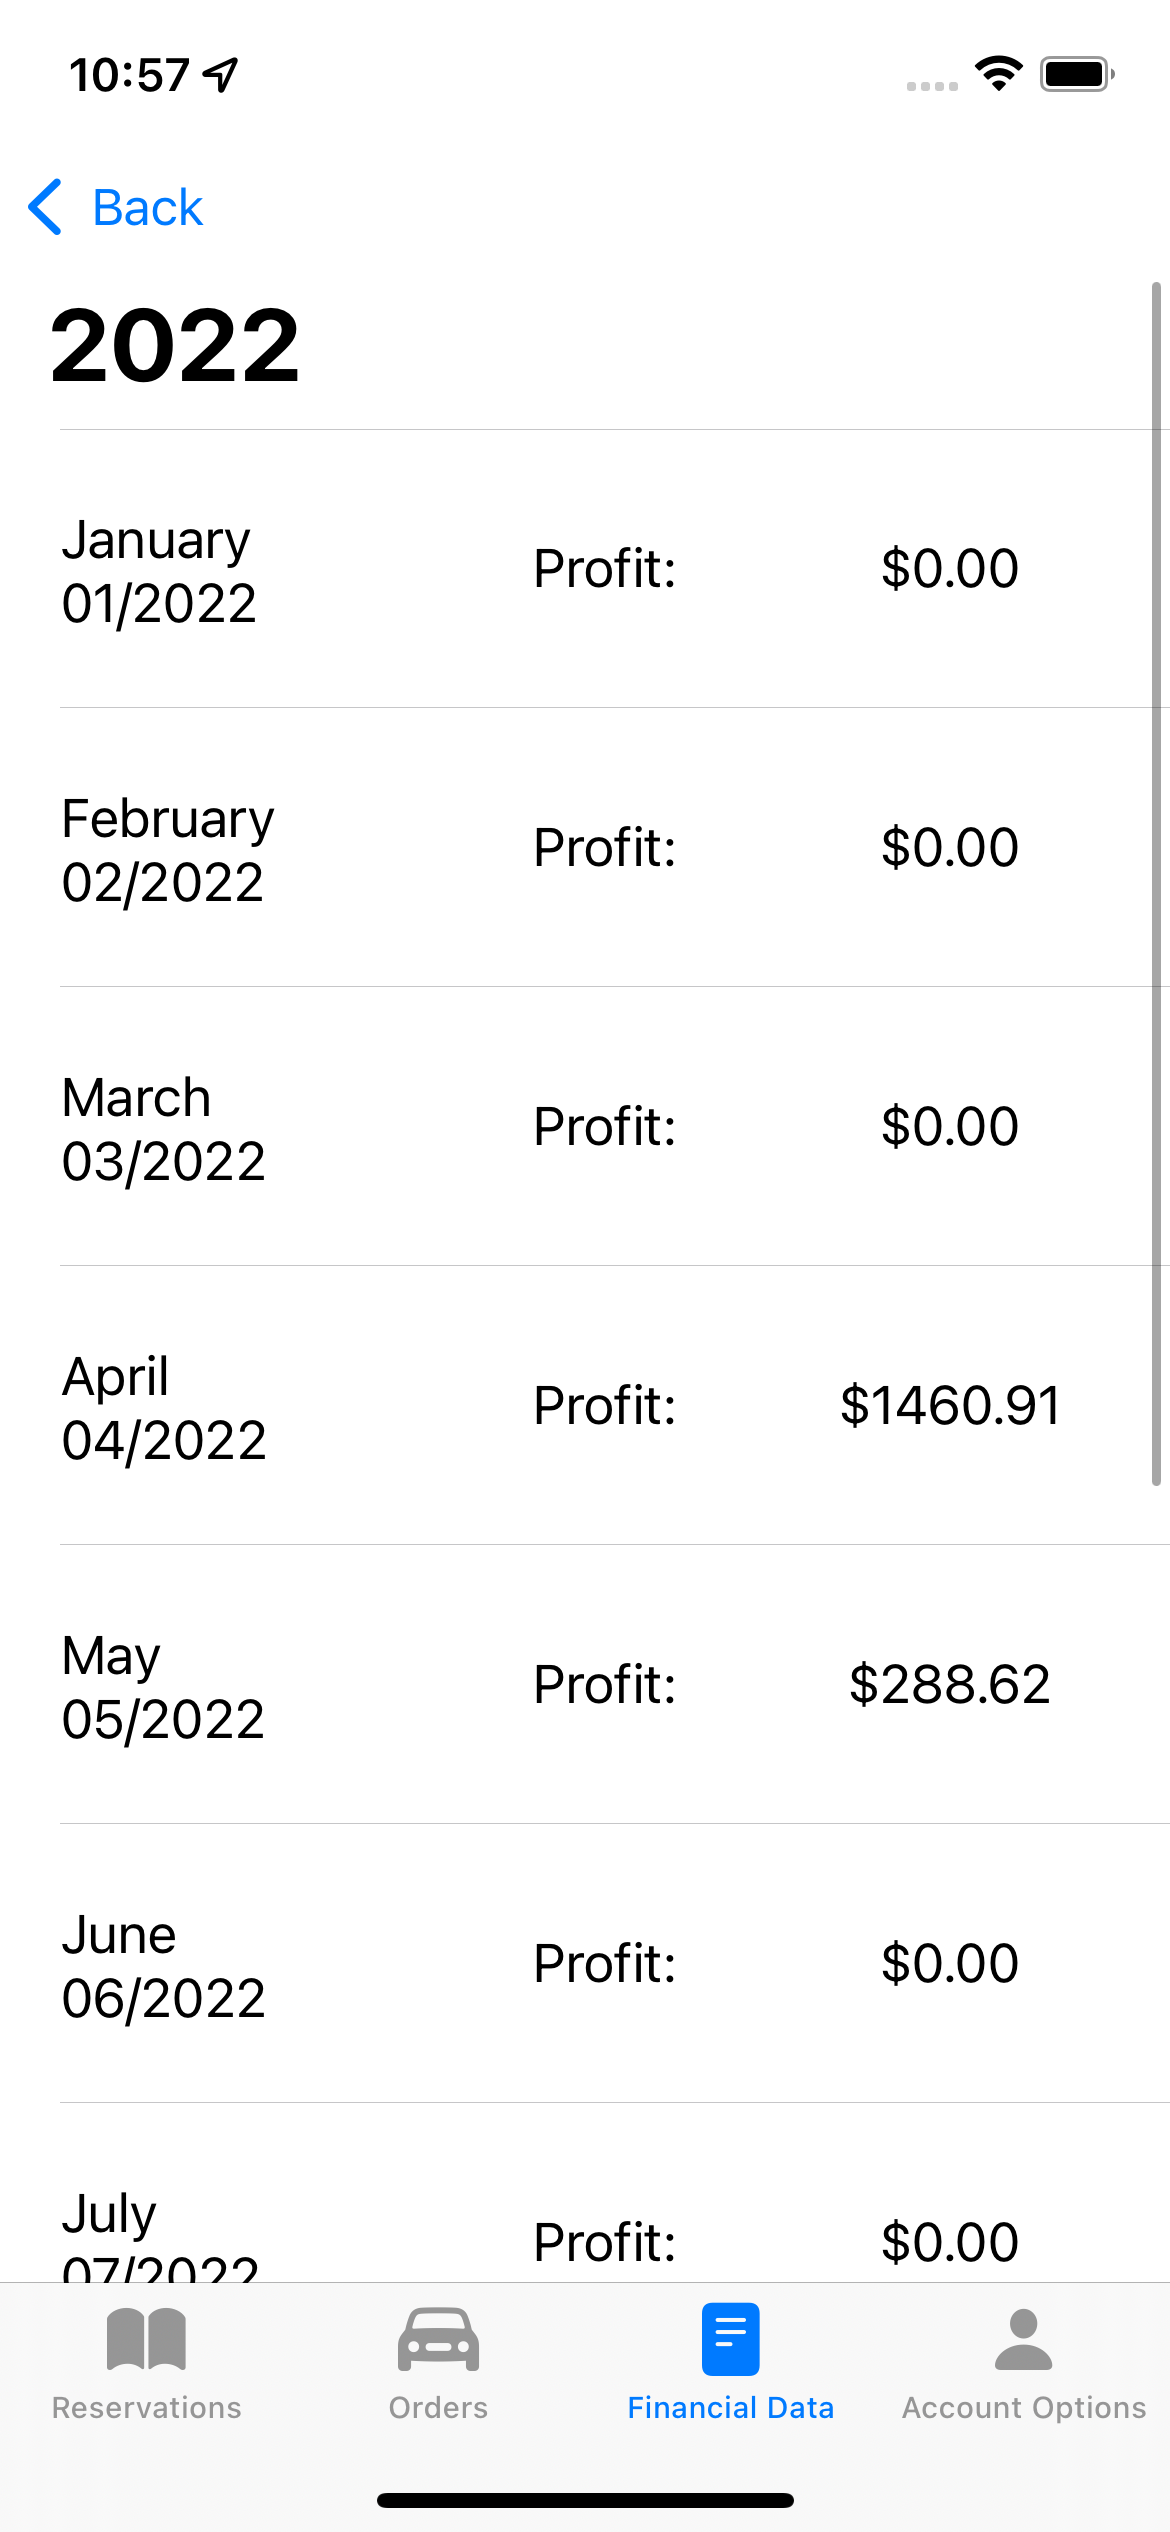 10:57
Back
2022
January
01/2022
Profit:
$0.00
February
02/2022
Profit:
$0.00
March
03/2022
Profit:
$0.00
April
04/2022
Profit:
$1460.91
May
05/2022
Profit:
$288.62
June
06/2022
Profit:
$0.00
July
07/2022
Profit:
$0.00
Reservations
Orders
Financial Data
Account Options